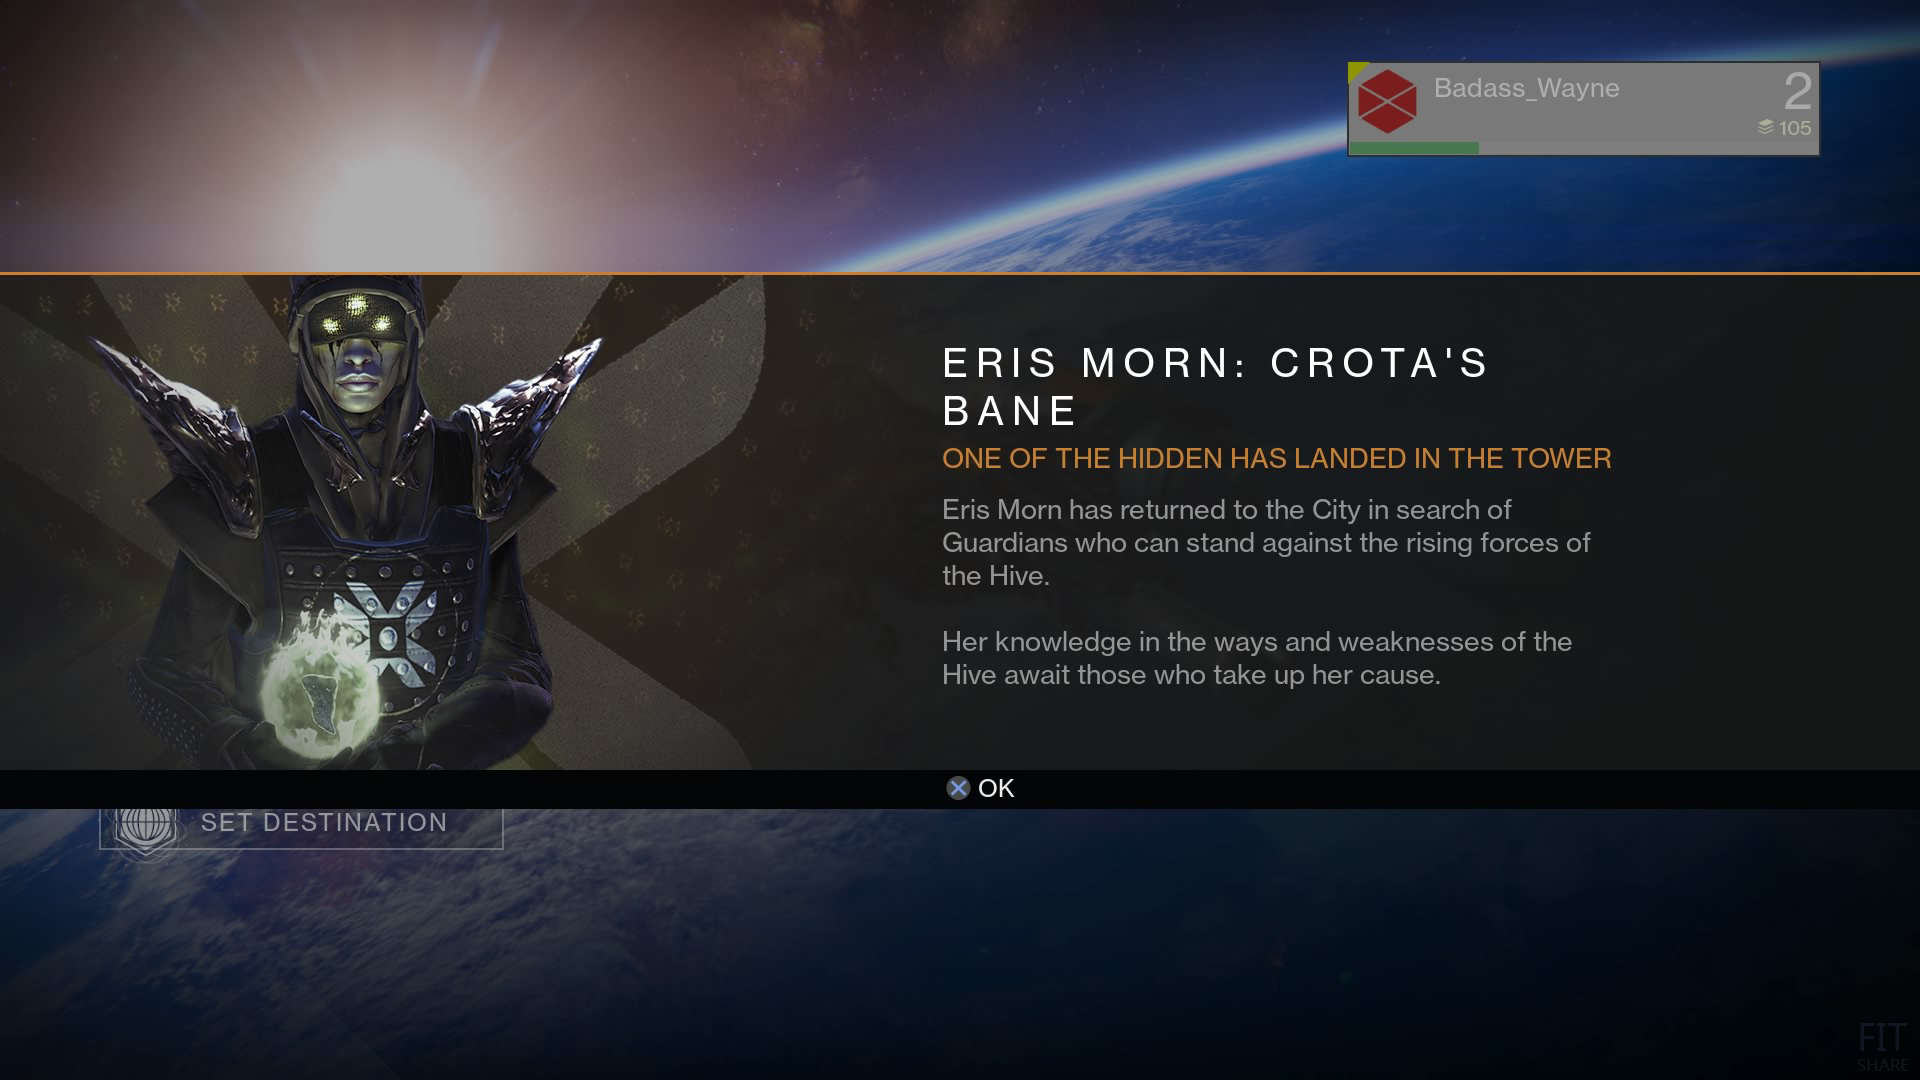 Badass_Wayne
2
105
ERIS MORN: CROTA'S
BANE
ONE OF THE HIDDEN HAS LANDED IN THE TOWER
Eris Morn has returned to the City in search of
Guardians who can stand against the rising forces of
the Hive.
Her knowledge in the ways and weaknesses of the
Hive await those who take up her cause.
OK
SET DESTINATION
FIT
SHARE